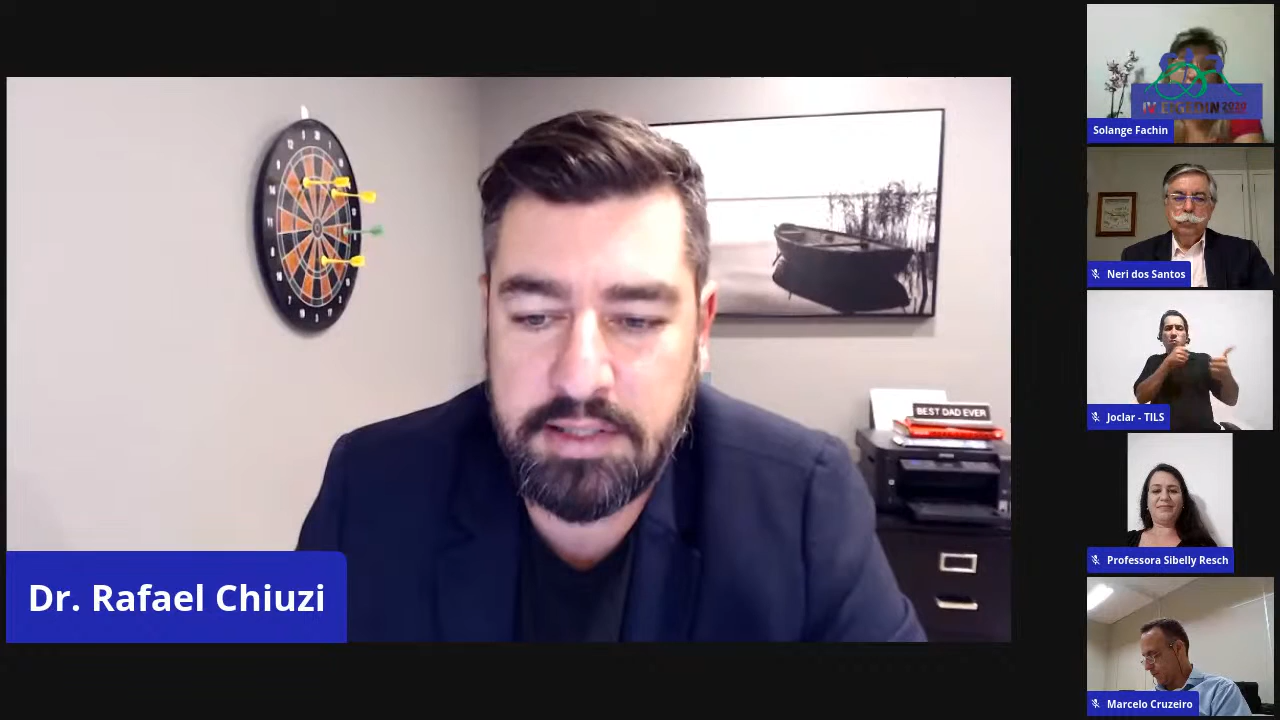 Solange Fachin
Neri dos Santos
BEST DAD EVER
Joclar - TILS
Professora Sibelly Resch
Dr. Rafael Chiuzi
Marcelo Cruzeiro